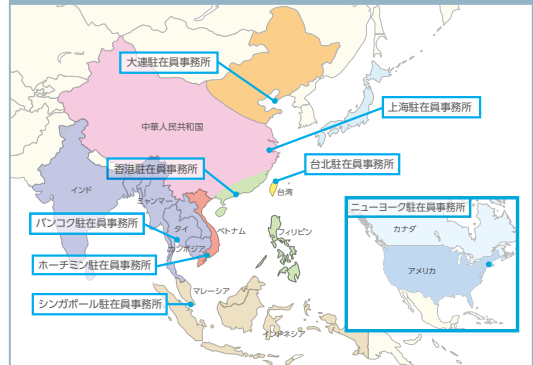 大連駐在員事務所
上海駐在員事務所
中華人民共和国
香港駐在員事務所
台北駐在員事務所
インド
ミャンマー
台湾
ニューヨーク駐在員事務所
カナダ
アメリカ
バンコク駐在員事務所
タイ
ベトナム
フィリピン
カンボジア
ホーチミン駐在員事務所
マレーシア
シンガポール駐在員事務所
インドネシア